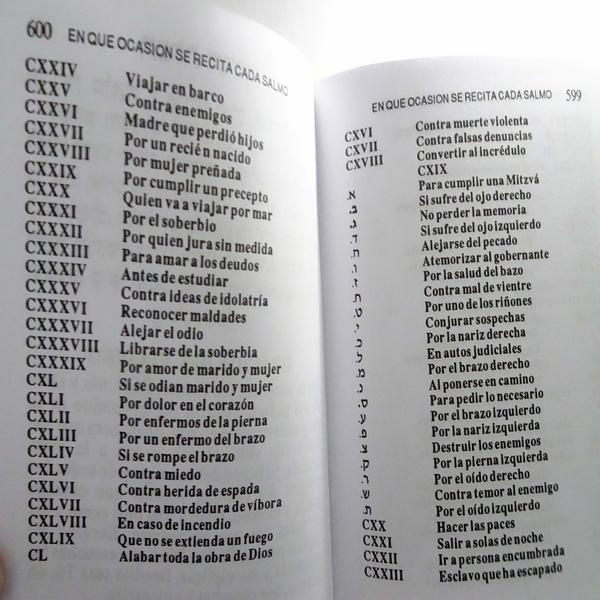 EN QUE OCASION SE RECITA CADA SALMO 599
CXVI Contra muerte violenta
CXVII Contra falsas denuncias
CXVIII Convertir al incrédulo
CXIX
א. Para cumplir una Mitzvá
ב. Si sufre del ojo derecho
ג. No perder la memoria
ד. Si sufre del ojo izquierdo
ה. Alejarse del pecado
ו. Atemorizar al gobernante
ז. Por la salud del bazo
ח. Contra mal de vientre
ט. Por uno de los riñones
י. Conjurar sospechas
כ. Por la nariz derecha
ל. En autos judiciales
מ. Por el brazo derecho
נ. Al ponerse en camino
ס. Para pedir lo necesario
ע. Por el brazo izquierdo
פ. Por la nariz izquierda
צ. Destruir los enemigos
ק. Por la pierna izquierda
ר. Por el oído derecho
ש. Contra temor al enemigo
ת. Por el oído izquierdo
CXX Hacer las paces
CXXI Salir a solas de noche
CXXII Ir a persona encumbrada
CXXIII Esclavo que ha escapado
600 EN QUE OCASION SE RECITA CADA SALMO
CXXIV Viajar en barco
CXXV Contra enemigos
CXXVI Madre que perdió hijos
CXXVII Por un recién nacido
CXXVIII Por mujer preñada
CXXIX Por cumplir un precepto
CXXX Quien va a viajar por mar
CXXXI Por el soberbio
CXXXII Por quien jura sin medida
CXXXIII Para amar a los deudos
CXXXIV Antes de estudiar
CXXXV Contra ideas de idolatría
CXXXVI Reconocer maldades
CXXXVII Alejar el odio
CXXXVIII Librarse de la soberbia
CXXXIX Por amor de marido y mujer
CXL Si se odian marido y mujer
CXLI Por dolor en el corazón
CXLII Por enfermos de la pierna
CXLIII Por un enfermo del brazo
CXLIV Si se rompe el brazo
CXLV Contra miedo
CXLVI Contra herida de espada
CXLVII Contra mordedura de víbora
CXLVIII En caso de incendio
CXLIX Que no se extienda un fuego
CL Alabar toda la obra de Dios